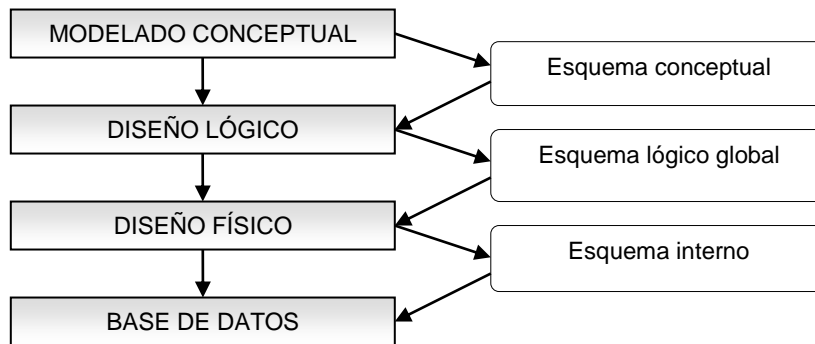 MODELADO CONCEPTUAL
Esquema conceptual
DISEÑO LÓGICO
Esquema lógico global
DISEÑO FÍSICO
Esquema interno
BASE DE DATOS